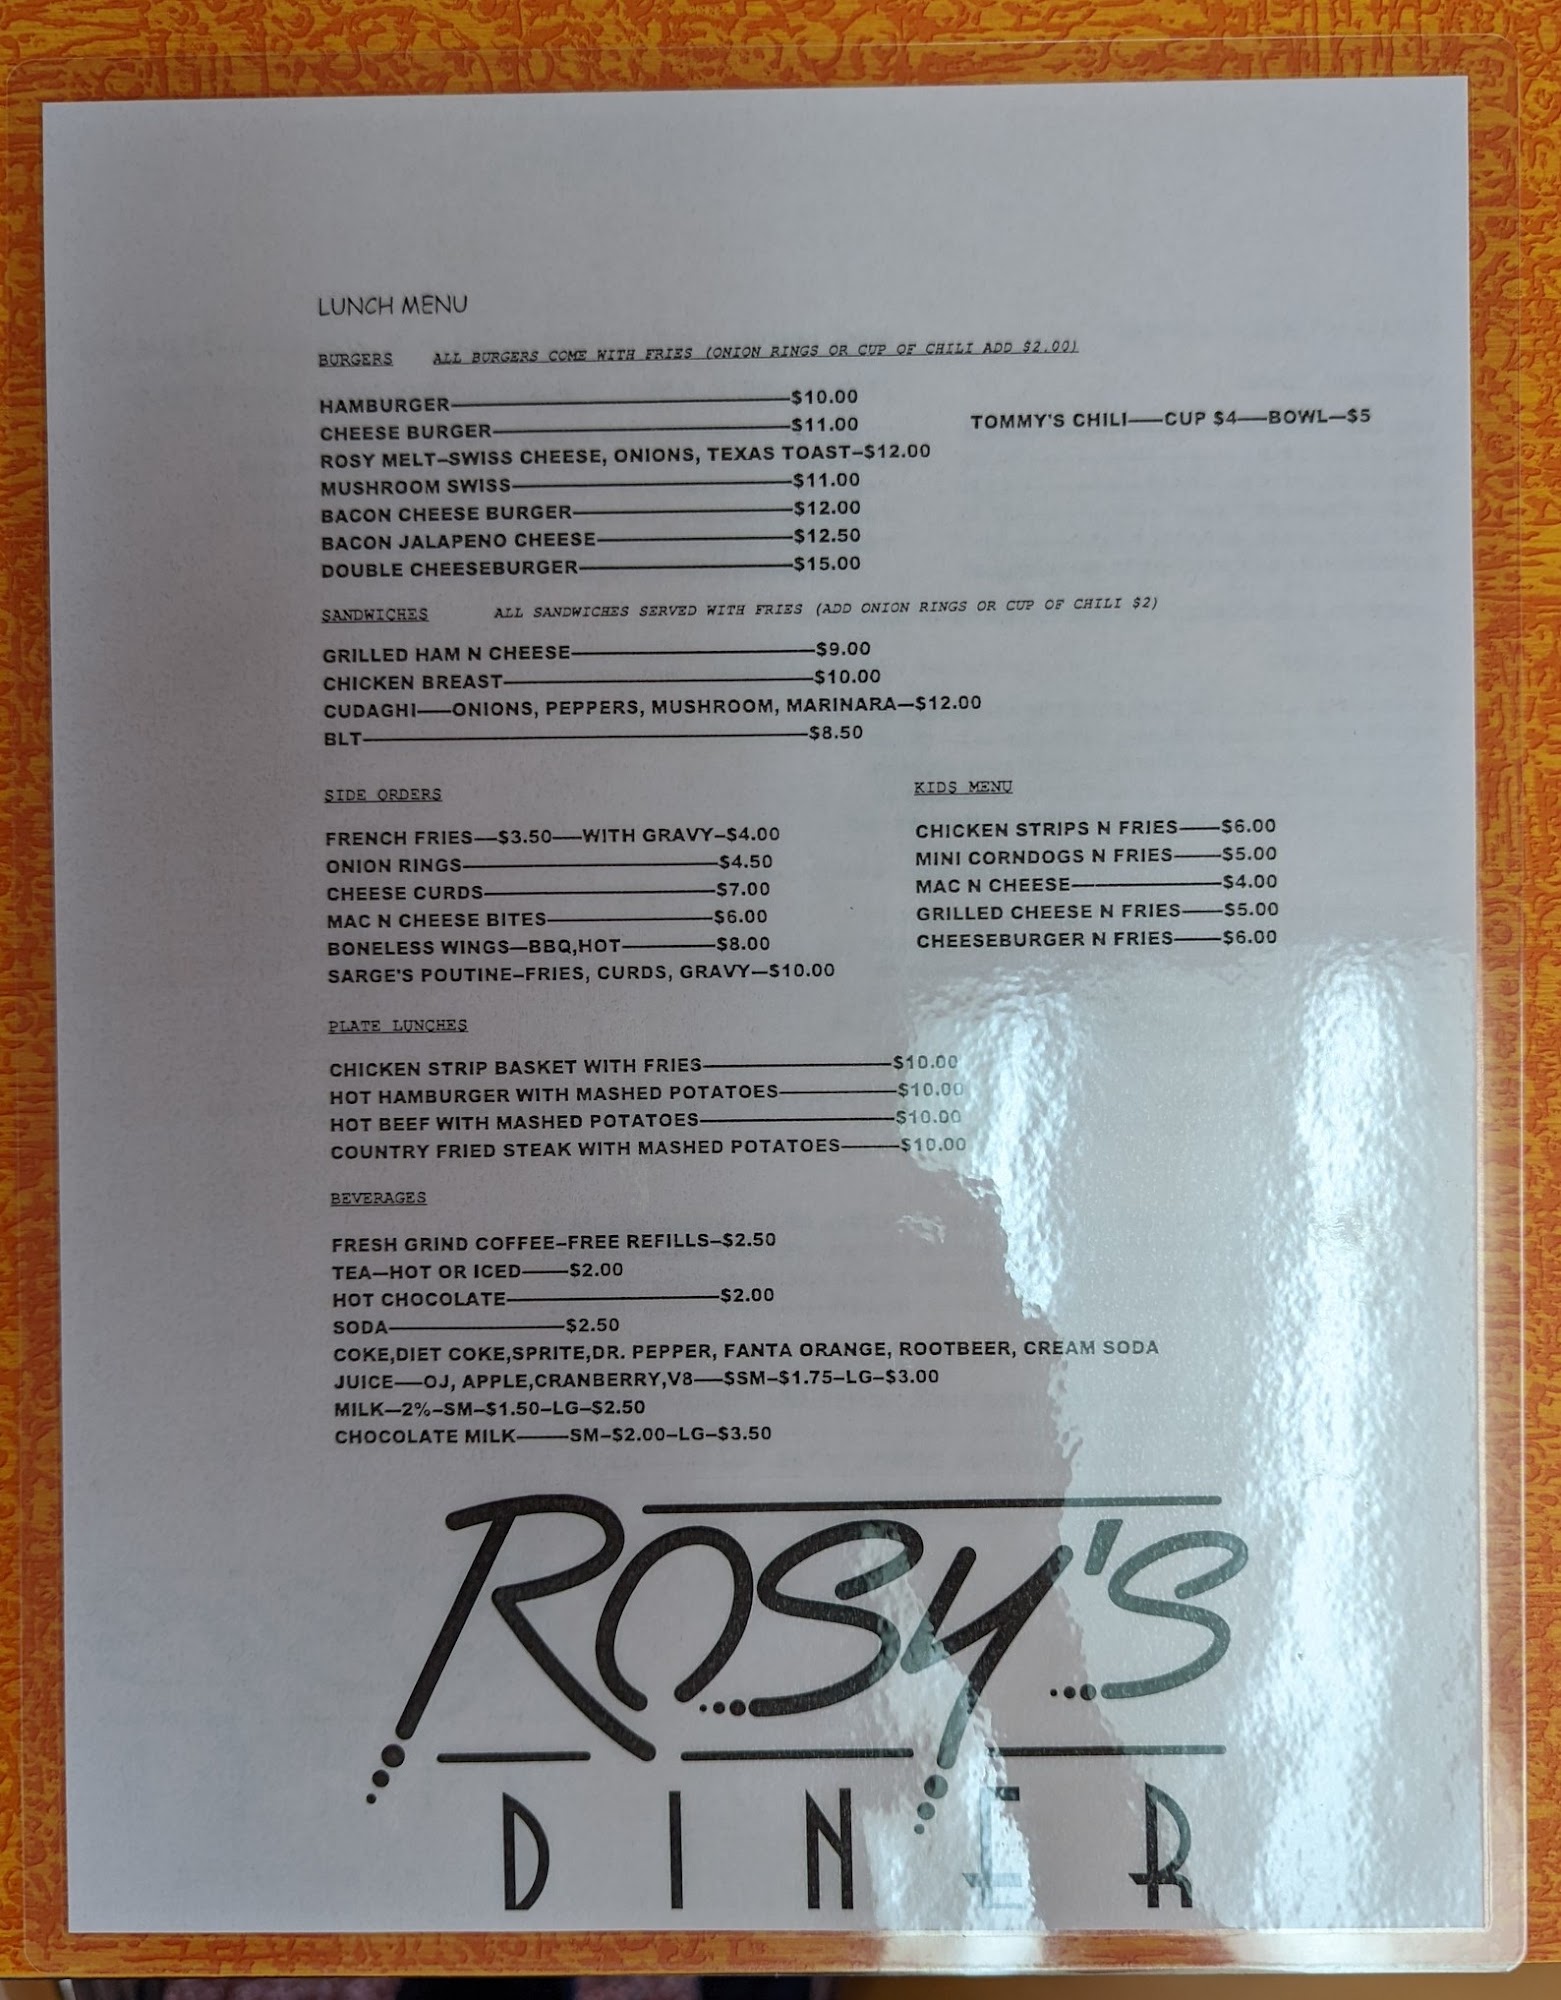 LUNCH MENU
BURGERS ALL BURGERS COME WITH FRIES (ONION RINGS OR CUP OF CHILI ADD $2.00)
HAMBURGER—$10.00
CHEESE BURGER—$11.00
TOMMY'S CHILI—CUP $4—BOWL—$5
ROSY MELT–SWISS CHEESE, ONIONS, TEXAS TOAST–$12.00
MUSHROOM SWISS—$11.00
BACON CHEESE BURGER—$12.00
BACON JALAPENO CHEESE—$12.50
DOUBLE CHEESEBURGER—$15.00
SANDWICHES ALL SANDWICHES SERVED WITH FRIES (ADD ONION RINGS OR CUP OF CHILI $2)
GRILLED HAM N CHEESE—$9.00
CHICKEN BREAST—$10.00
CUDAGHI—ONIONS, PEPPERS, MUSHROOM, MARINARA—$12.00
BLT—$8.50
SIDE ORDERS
FRENCH FRIES—$3.50—WITH GRAVY–$4.00
ONION RINGS—$4.50
CHEESE CURDS—$7.00
MAC N CHEESE BITES—$6.00
BONELESS WINGS—BBQ,HOT—$8.00
SARGE'S POUTINE–FRIES, CURDS, GRAVY—$10.00
KIDS MENU
CHICKEN STRIPS N FRIES—$6.00
MINI CORNDOGS N FRIES—$5.00
MAC N CHEESE—$4.00
GRILLED CHEESE N FRIES—$5.00
CHEESEBURGER N FRIES—$6.00
PLATE LUNCHES
CHICKEN STRIP BASKET WITH FRIES—$10.00
HOT HAMBURGER WITH MASHED POTATOES—$10.00
HOT BEEF WITH MASHED POTATOES—$10.00
COUNTRY FRIED STEAK WITH MASHED POTATOES—$10.00
BEVERAGES
FRESH GRIND COFFEE–FREE REFILLS–$2.50
TEA—HOT OR ICED—$2.00
HOT CHOCOLATE—$2.00
SODA—$2.50
COKE,DIET COKE,SPRITE,DR. PEPPER, FANTA ORANGE, ROOTBEER, CREAM SODA
JUICE—OJ, APPLE,CRANBERRY,V8—$SM–$1.75–LG–$3.00
MILK—2%–SM–$1.50–LG–$2.50
CHOCOLATE MILK—SM–$2.00–LG–$3.50
ROSY'S
DINER